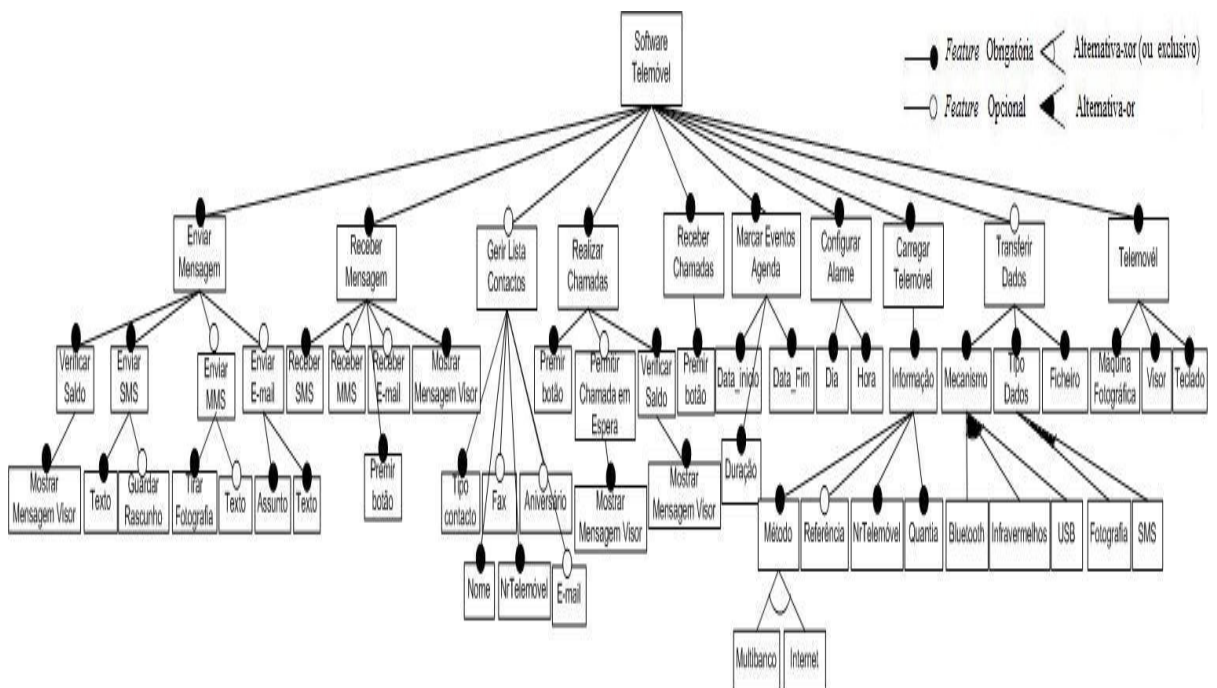 Software
Telemóvel
Feature Obrigatória
Alternativa-xor (ou exclusivo)
Feature Opcional
Alternativa-or
Enviar
Mensagem
Receber
Mensagem
Gerir Lista
Contactos
Realizar
Chamadas
Receber
Chamadas
Marcar Eventos
Agenda
Configurar
Alarme
Carregar
Telemóvel
Transferir
Dados
Telemovél
Verificar
Saldo
Enviar
SMS
Enviar
MMS
Enviar
E-mail
Receber
SMS
Receber
MMS
Receber
E-mail
Mostrar
Mensagem Visor
Premir
botão
Permitir
Chamada em
Espera
Verificar
Saldo
Premir
botão
Data_inicio
Data_Fim
Dia
Hora
Informação
Mecanismo
Tipo
Dados
Ficheiro
Maquina
Fotográfica
Visor
Teclado
Mostrar
Mensagem Visor
Texto
Guardar
Rascunho
Tirar
Fotografia
Texto
Assunto
Texto
Premir
botão
Tipo
contacto
Fax
Aniversário
Mostrar
Mensagem Visor
Mostrar
Mensagem Visor
Duração
Método
Referência
NrTelemóvel
Quantia
Bluetooth
Infravermelhos
USB
Fotografia
SMS
Nome
NrTelemóvel
E-mail
Multibanco
Internet